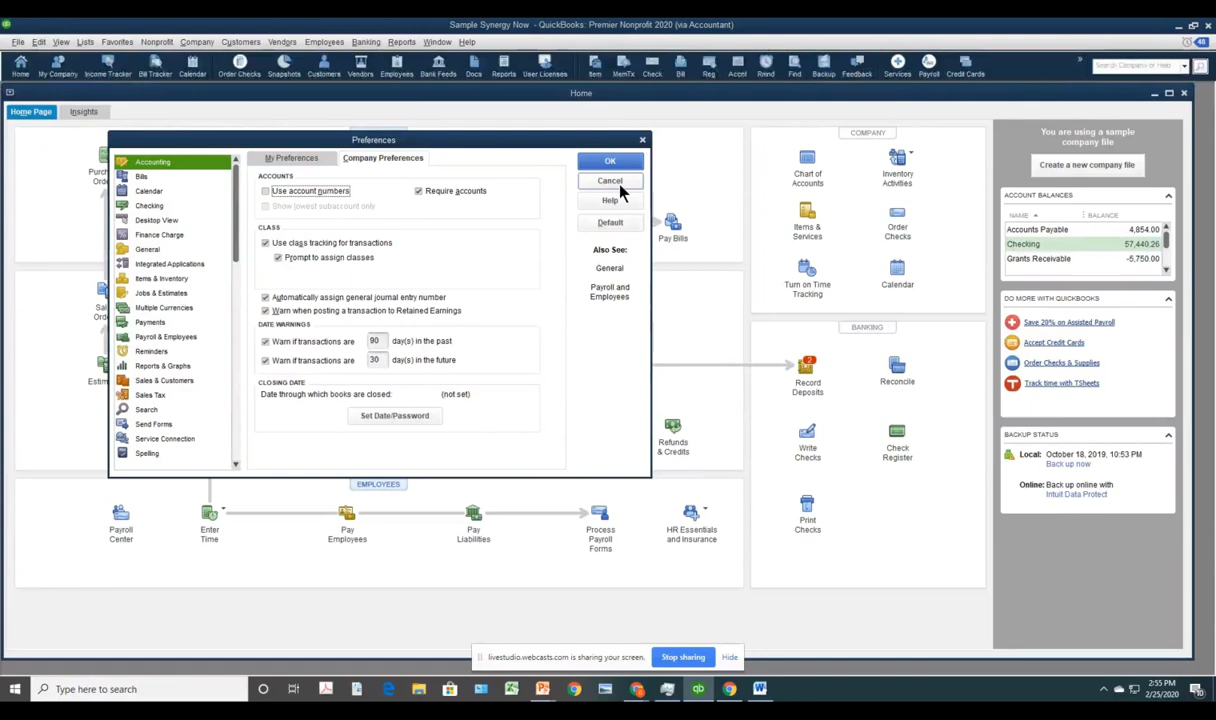 Sample Synergy Now - QuickBooks: Premier Nonprofit 2020 (via Accountant)
File Edit View Lists Favorites Nonprofit Company Customers Vendors Employees Banking Reports Window Help
48
Home My Company Income Tracker Bill Tracker Calendar Order Checks Snapshots Customers Vendors Employees Bank Feeds Docs Reports User Licenses Item MemTx Check Bill Reg Accnt Rmnd Find Backup Feedback Services Payroll Credit Cards
Search Company or Help
Home
Home Page Insights
Preferences
Accounting
Bills
Calendar
Checking
Desktop View
Finance Charge
General
Integrated Applications
Items & Inventory
Jobs & Estimates
Multiple Currencies
Payments
Payroll & Employees
Reminders
Reports & Graphs
Sales & Customers
Sales Tax
Search
Send Forms
Service Connection
Spelling
My Preferences Company Preferences
ACCOUNTS
Use account numbers Require accounts
Show lowest subaccount only
CLASS
Use class tracking for transactions
Prompt to assign classes
Automatically assign general journal entry number
Warn when posting a transaction to Retained Earnings
DATE WARNINGS
Warn if transactions are 90 day(s) in the past
Warn if transactions are 30 day(s) in the future
CLOSING DATE
Date through which books are closed: (not set)
Set Date/Password
OK
Cancel
Help
Default
Also See:
General
Payroll and
Employees
Pay Bills
Refunds
& Credits
EMPLOYEES
Payroll
Center
Enter
Time
Pay
Employees
Pay
Liabilities
Process
Payroll
Forms
HR Essentials
and Insurance
COMPANY
Chart of
Accounts
Inventory
Activities
Items &
Services
Order
Checks
Turn on Time
Tracking
Calendar
BANKING
2
Record
Deposits
Reconcile
Write
Checks
Check
Register
Print
Checks
You are using a sample
company file
Create a new company file
ACCOUNT BALANCES
NAME BALANCE
Accounts Payable 4,854.00
Checking 57,440.26
Grants Receivable -5,750.00
DO MORE WITH QUICKBOOKS
Save 20% on Assisted Payroll
Accept Credit Cards
Order Checks & Supplies
Track time with TSheets
BACKUP STATUS
Local: October 18, 2019, 10:53 PM
Back up now
Online: Back up online with
Intuit Data Protect
livestudio.webcasts.com is sharing your screen. Stop sharing Hide
Type here to search
2:55 PM
2/25/2020